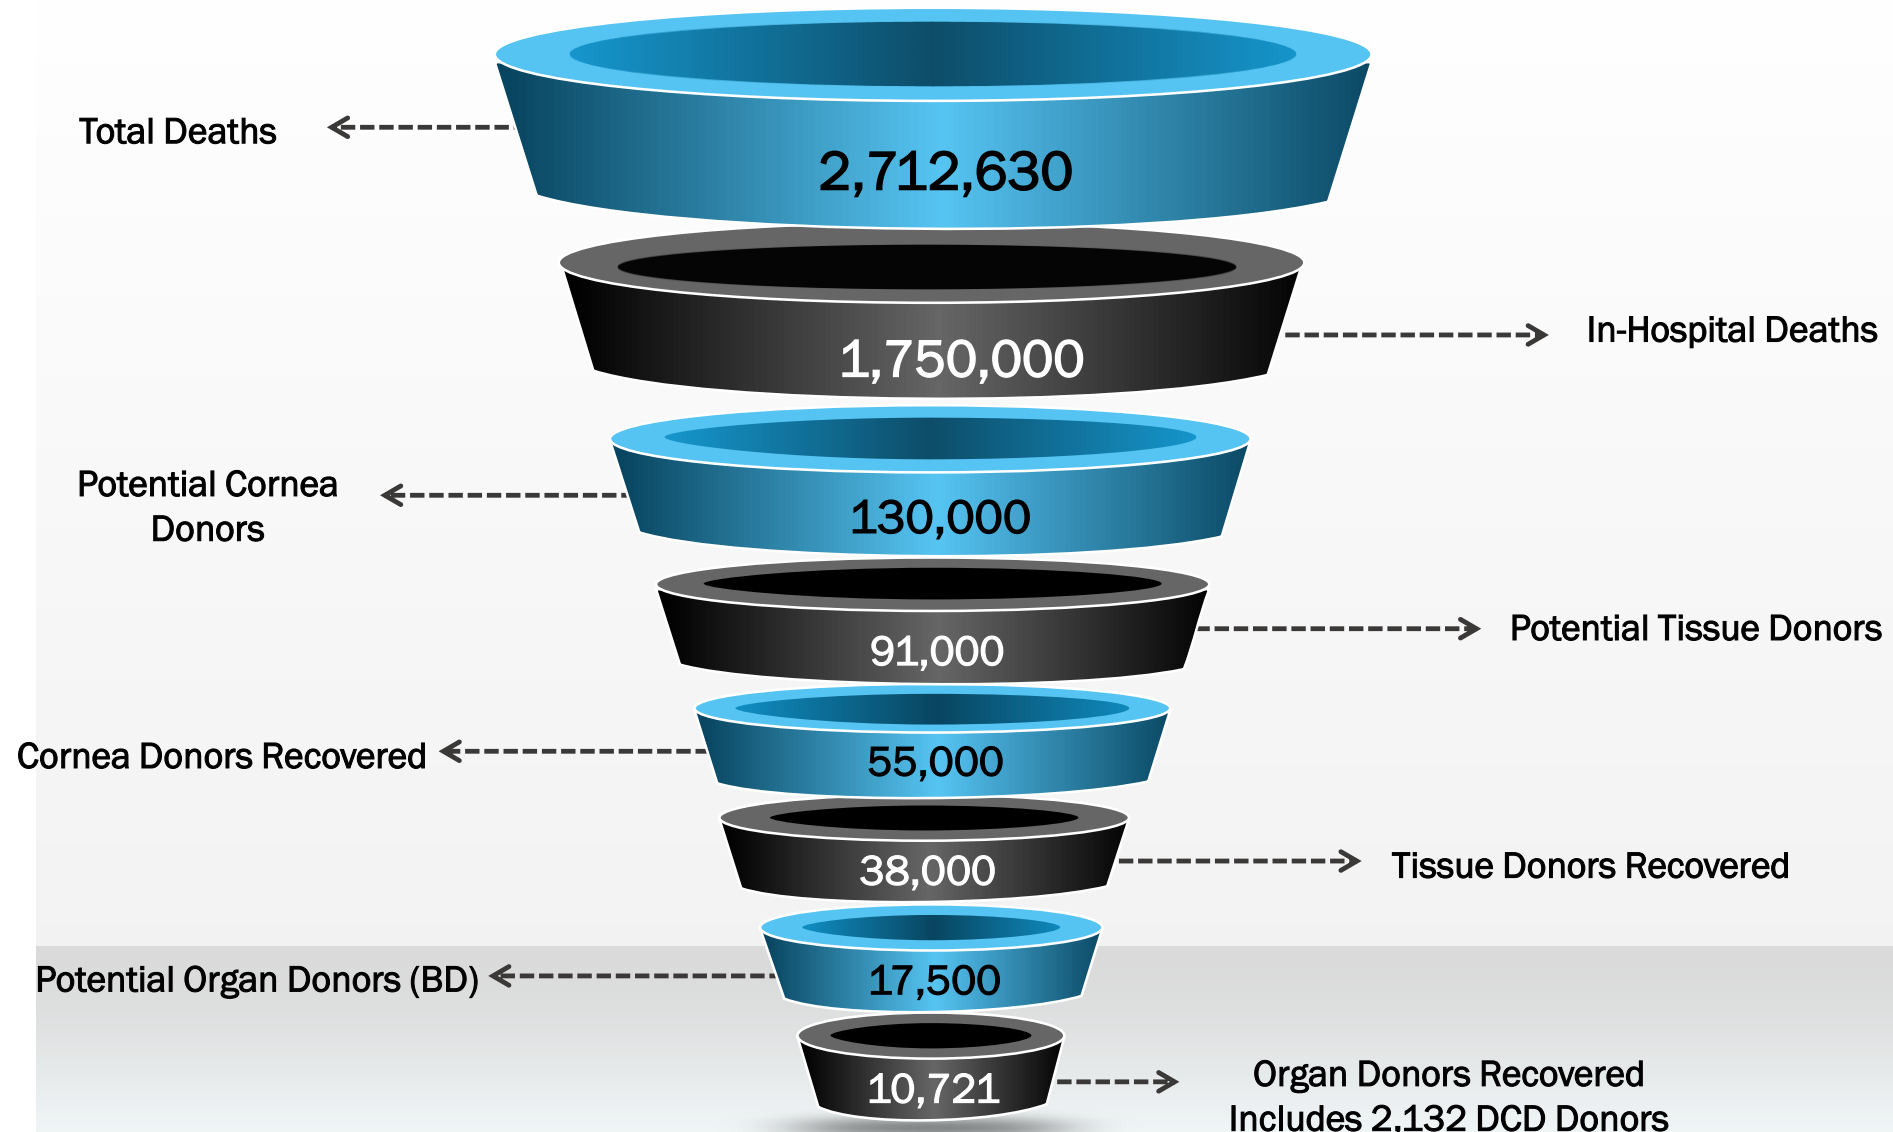 Total Deaths
2,712,630
1,750,000
In-Hospital Deaths
Potential Cornea
Donors
130,000
91,000
Potential Tissue Donors
Cornea Donors Recovered
55,000
38,000
Tissue Donors Recovered
Potential Organ Donors (BD)
17,500
10,721
Organ Donors Recovered
Includes 2,132 DCD Donors